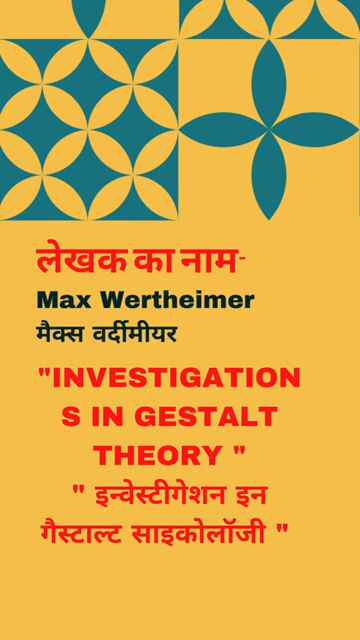 लेखक का नाम-
Max Wertheimer
मैक्स वर्दीमीयर
"INVESTIGATION
S IN GESTALT
THEORY "
" इन्वेस्टीगेशन इन
गैस्टाल्ट साइकोलॉजी "